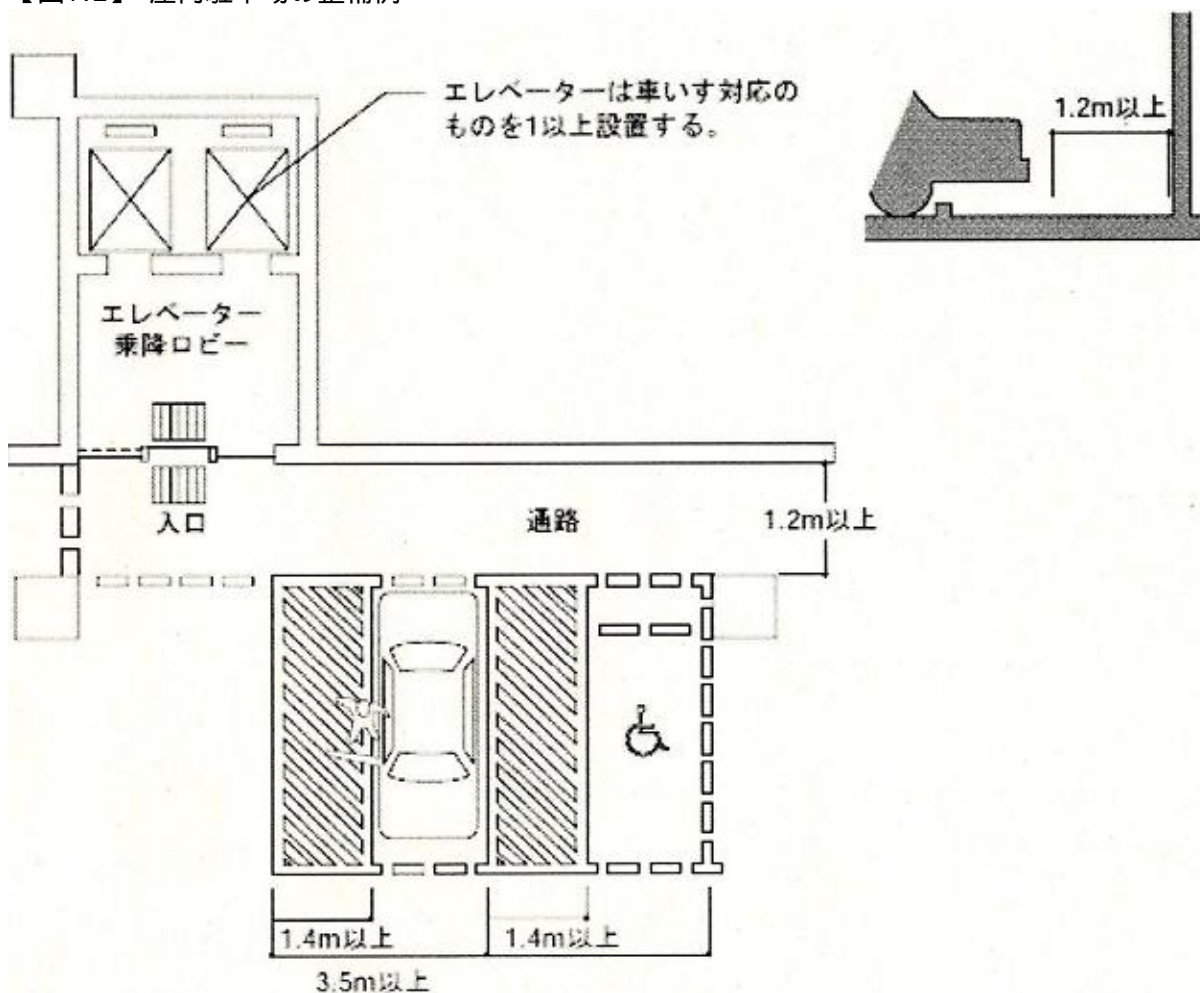 エレベーターは車いす対応の
ものを1以上設置する。
1.2m以上
エレベーター
乗降ロビー
入口
通路
1.2m以上
1.4m以上
1.4m以上
3.5m以上